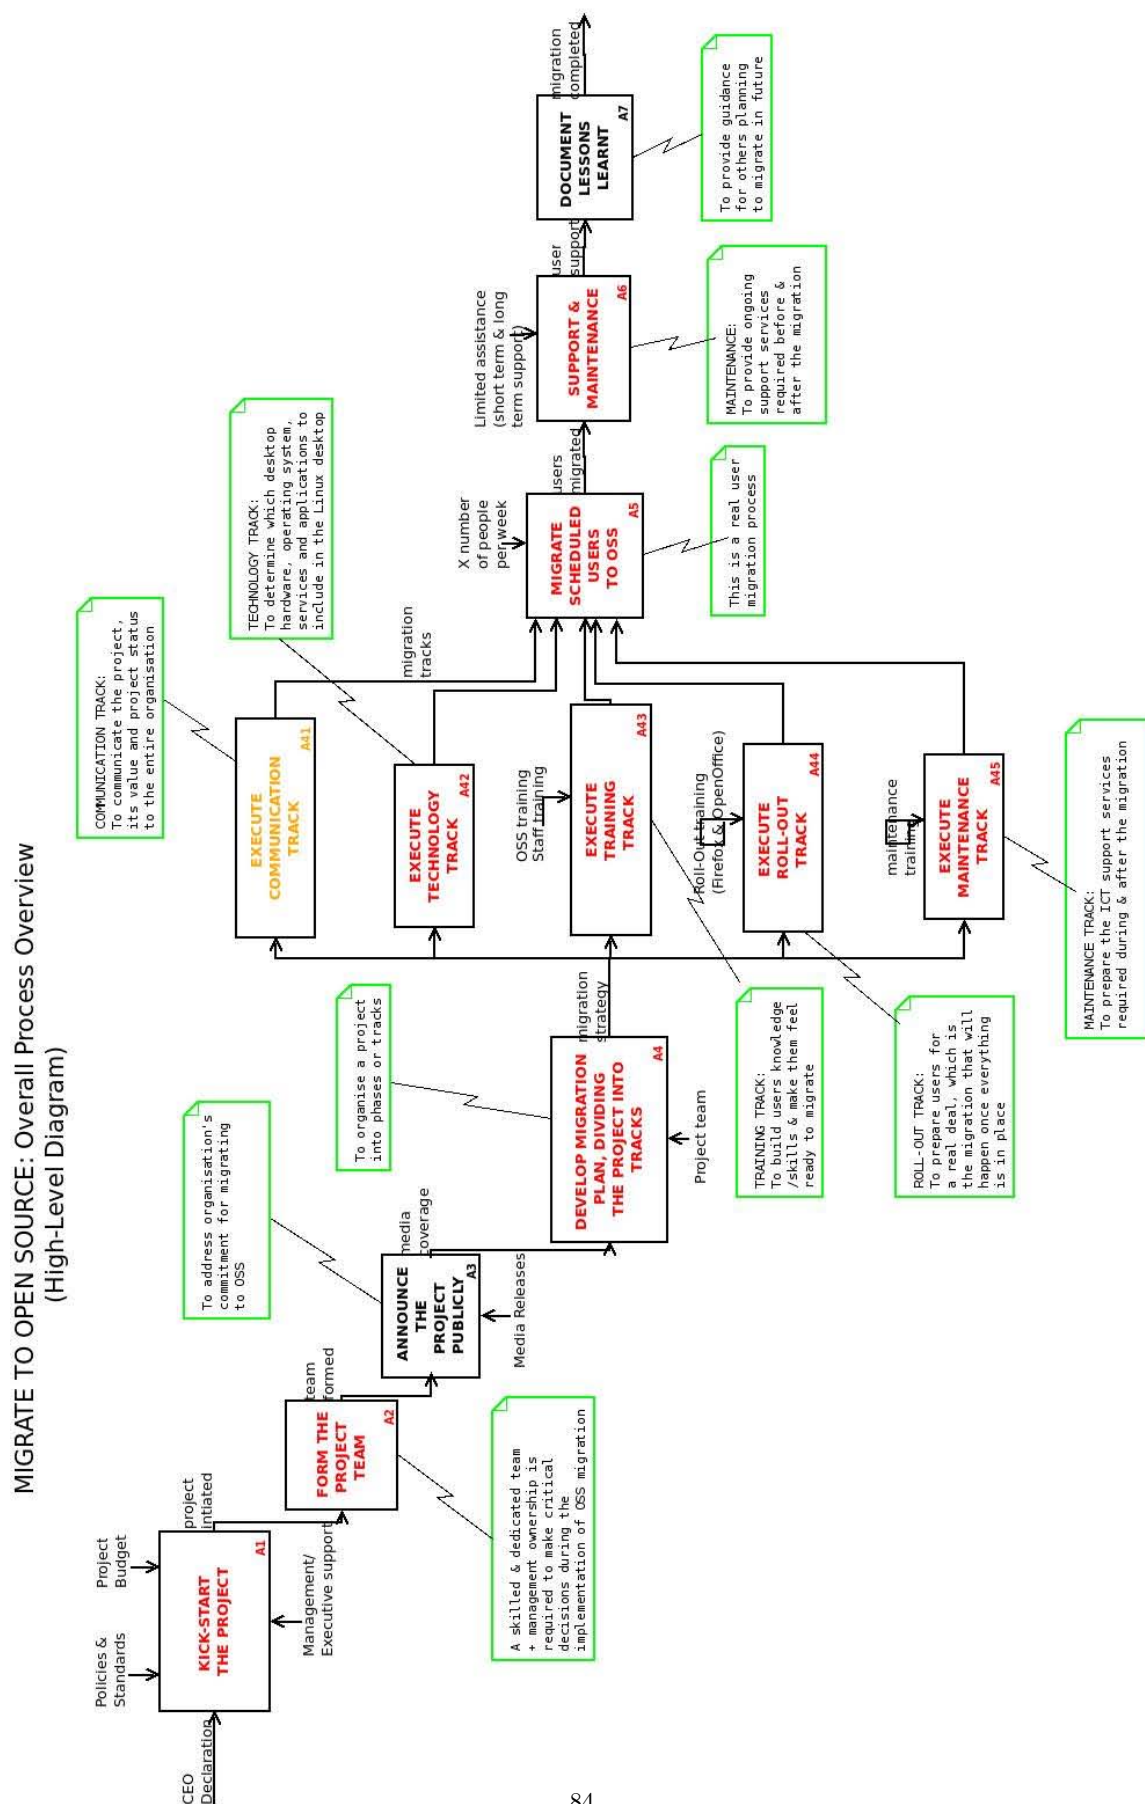 MIGRATE TO OPEN SOURCE: Overall Process Overview
(High-Level Diagram)
CEO
Declaration
Policies &
Standards
Project
Budget
KICK-START
THE PROJECT
A1
Management/
Executive support
project
intiated
FORM THE
PROJECT
TEAM
A2
A skilled & dedicated team
+ management ownership is
required to make critical
decisions during the
implementation of OSS migration
team
formed
ANNOUNCE
THE
PROJECT
PUBLICLY
A3
Media Releases
To address organisation's
commitment for migrating
to OSS
media
coverage
DEVELOP MIGRATION
PLAN, DIVIDING
THE PROJECT INTO
TRACKS
A4
Project team
To organise a project
into phases or tracks
migration
strategy
COMMUNICATION TRACK:
To communicate the project,
its value and project status
to the entire organisation
EXECUTE
COMMUNICATION
TRACK
A41
TECHNOLOGY TRACK:
To determine which desktop
hardware, operating system,
services and applications to
include in the Linux desktop
EXECUTE
TECHNOLOGY
TRACK
A42
OSS training
Staff training
EXECUTE
TRAINING
TRACK
A43
TRAINING TRACK:
To build users knowledge
/skills & make them feel
ready to migrate
Roll-Out training
(Firefox & OpenOffice)
EXECUTE
ROLL-OUT
TRACK
A44
ROLL-OUT TRACK:
To prepare users for
a real deal, which is
the migration that will
happen once everything
is in place
maintenance
training
EXECUTE
MAINTENANCE
TRACK
A45
MAINTENANCE TRACK:
To prepare the ICT support services
required during & after the migration
migration
tracks
X number
of people
per week
MIGRATE
SCHEDULED
USERS
TO OSS
A5
This is a real user
migration process
users
migrated
Limited assistance
(short term & long
term support)
SUPPORT &
MAINTENANCE
A6
MAINTENANCE:
To provide ongoing
support services
required before &
after the migration
user
support
DOCUMENT
LESSONS
LEARNT
A7
To provide guidance
for others planning
to migrate in future
migration
completed
84